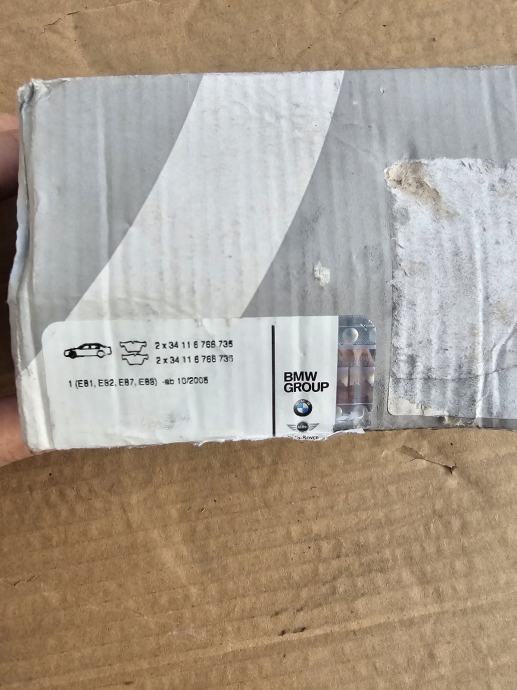 2 x 34 11 6 768 735
2 x 34 11 6 768 736
1 (E81, E82, E87, E88) -ab 10/2005
BMW
GROUP